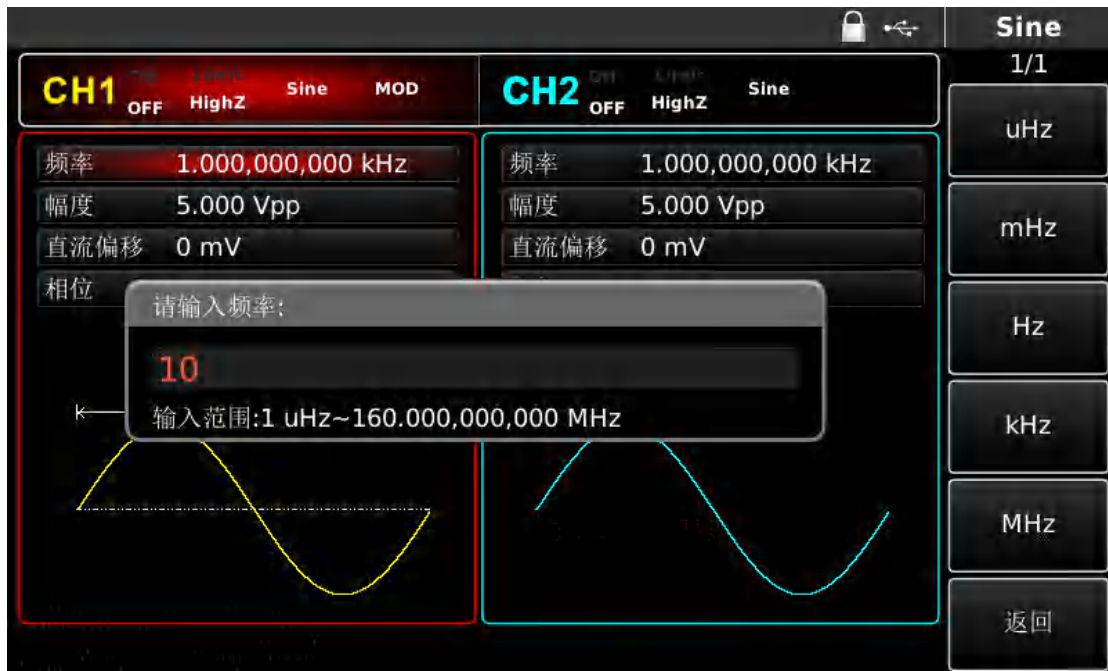 Sine
1/1
CH1 OFF HighZ Sine MOD
CH2 OFF HighZ Sine
频率 1.000,000,000 kHz
幅度 5.000 Vpp
直流偏移 0 mV
相位
频率 1.000,000,000 kHz
幅度 5.000 Vpp
直流偏移 0 mV
请输入频率:
10
输入范围:1 uHz~160.000,000,000 MHz
uHz
mHz
Hz
kHz
MHz
返回